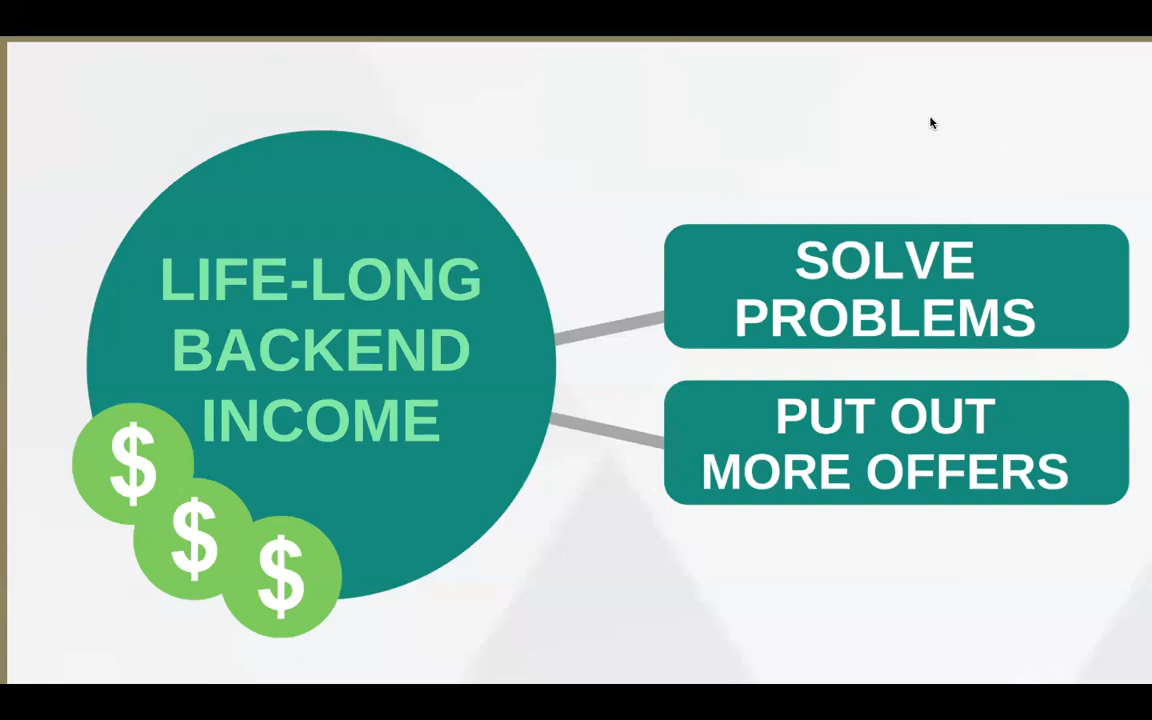 LIFE-LONG
BACKEND
INCOME
$
$
$
SOLVE
PROBLEMS
PUT OUT
MORE OFFERS